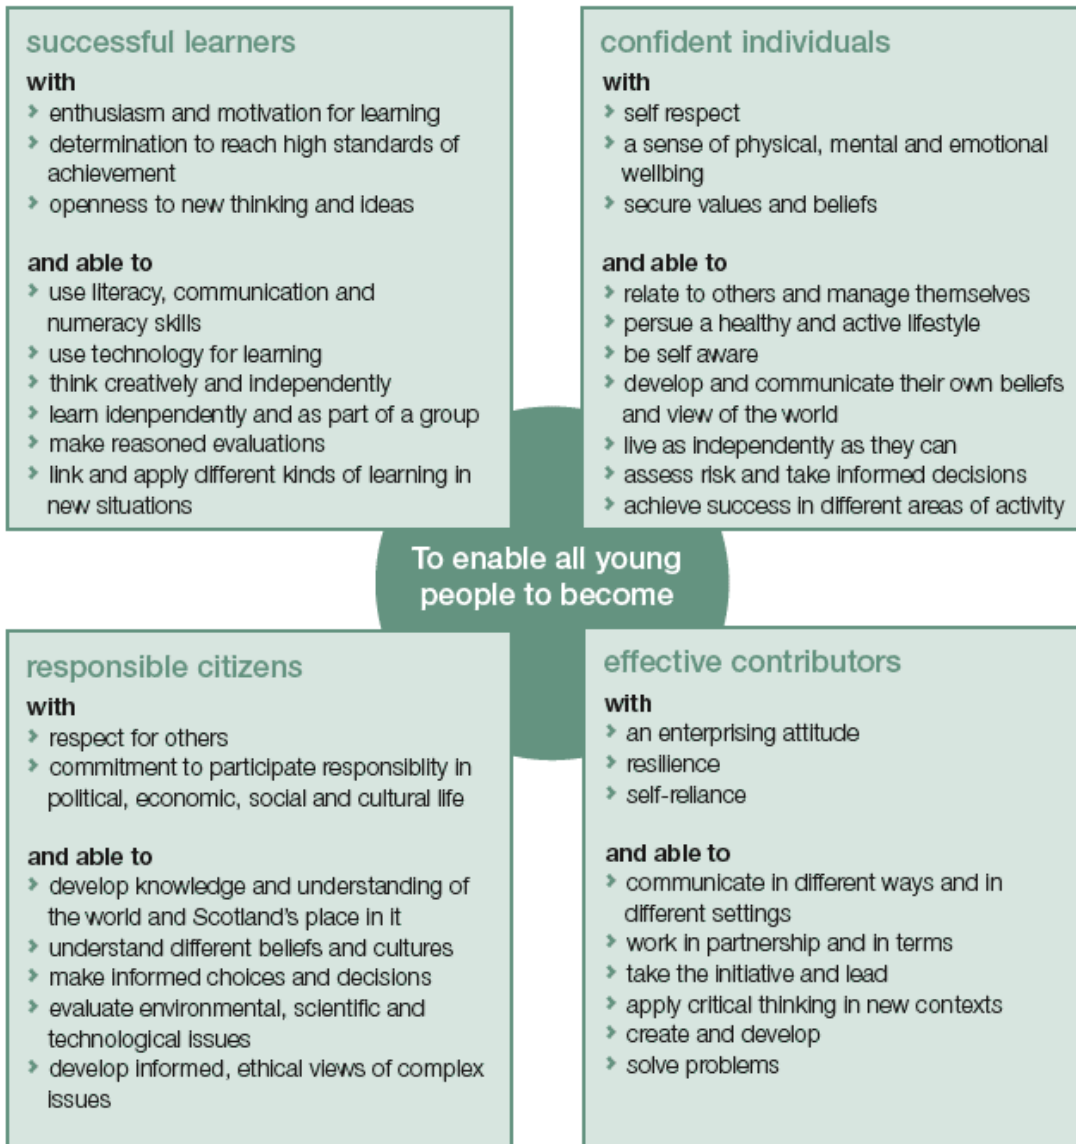 successful learners
with
› enthusiasm and motivation for learning
› determination to reach high standards of
achievement
› openness to new thinking and ideas
and able to
› use literacy, communication and
numeracy skills
› use technology for learning
› think creatively and independently
› learn idenpendently and as part of a group
› make reasoned evaluations
› link and apply different kinds of learning in
new situations
confident individuals
with
› self respect
› a sense of physical, mental and emotional
wellbing
› secure values and beliefs
and able to
› relate to others and manage themselves
› persue a healthy and active lifestyle
› be self aware
› develop and communicate their own beliefs
and view of the world
› live as independently as they can
› assess risk and take informed decisions
› achieve success in different areas of activity
To enable all young
people to become
responsible citizens
with
› respect for others
› commitment to participate responsiblity in
political, economic, social and cultural life
and able to
› develop knowledge and understanding of
the world and Scotland's place in it
› understand different beliefs and cultures
› make informed choices and decisions
› evaluate environmental, scientific and
technological issues
› develop informed, ethical views of complex
issues
effective contributors
with
› an enterprising attitude
› resilience
› self-reliance
and able to
› communicate in different ways and in
different settings
› work in partnership and in terms
› take the initiative and lead
› apply critical thinking in new contexts
› create and develop
› solve problems